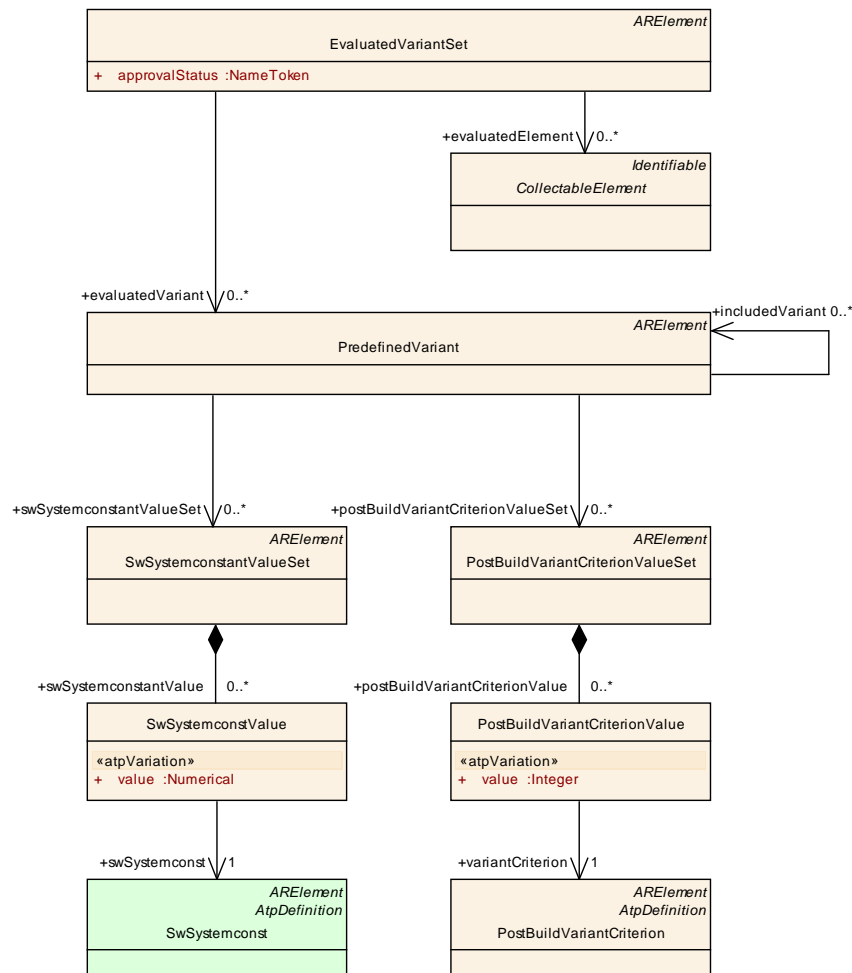 ARElement
EvaluatedVariantSet
+ approvalStatus :NameToken
+evaluatedElement 0..*
Identifiable
CollectableElement
+evaluatedVariant 0..*
+includedVariant 0..*
ARElement
PredefinedVariant
+swSystemconstantValueSet 0..* +postBuildVariantCriterionValueSet 0..*
ARElement ARElement
SwSystemconstantValueSet PostBuildVariantCriterionValueSet
+swSystemconstantValue 0..* +postBuildVariantCriterionValue 0..*
SwSystemconstValue PostBuildVariantCriterionValue
«atpVariation» «atpVariation»
+ value :Numerical + value :Integer
+swSystemconst 1 +variantCriterion 1
ARElement ARElement
AtpDefinition AtpDefinition
SwSystemconst PostBuildVariantCriterion